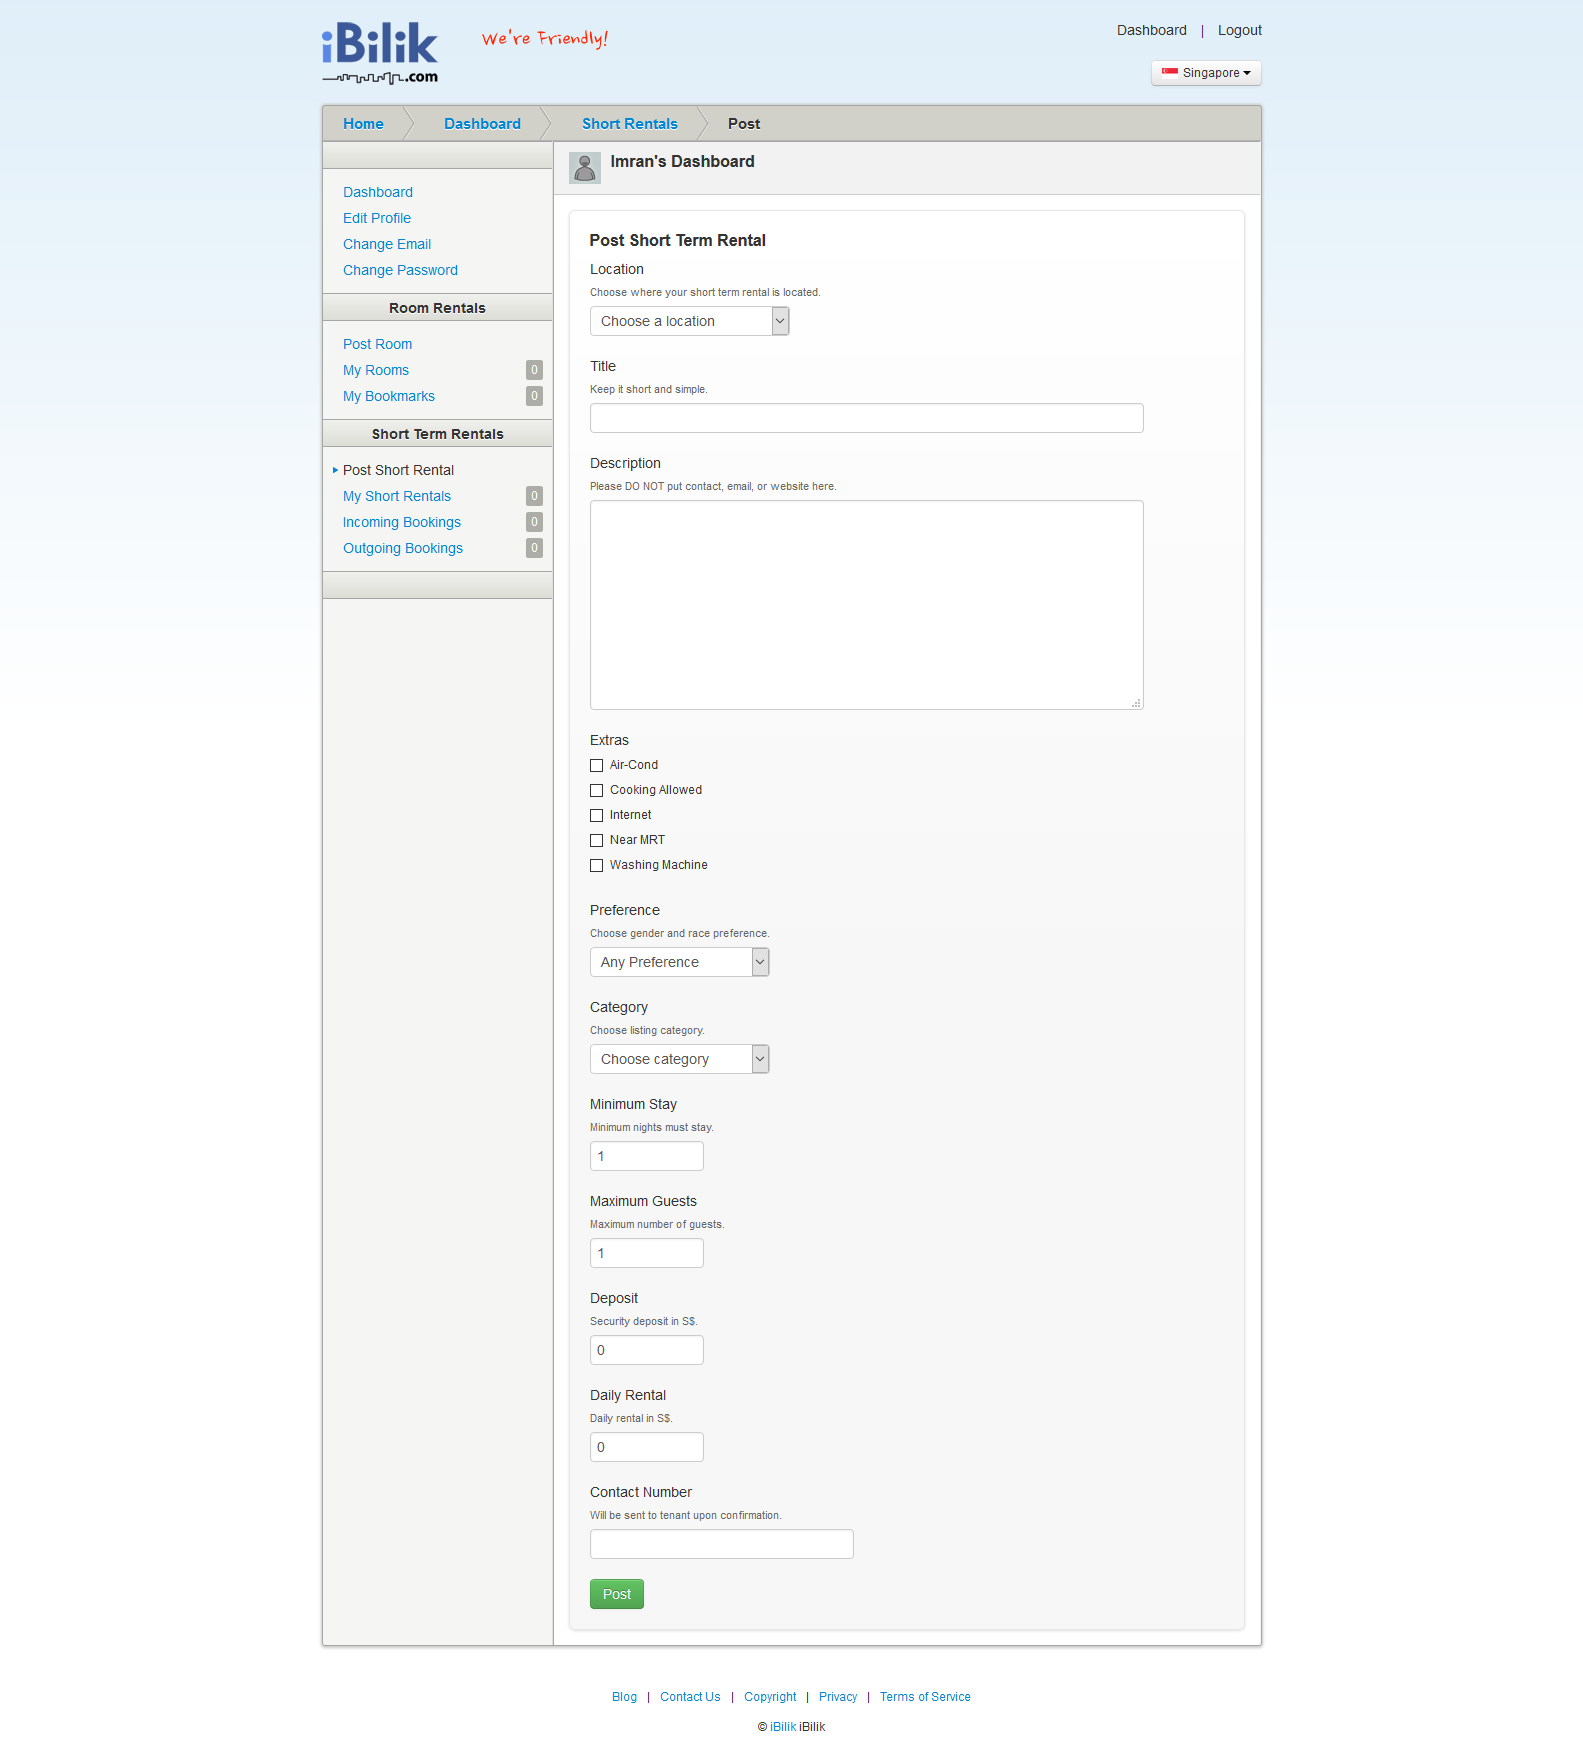 iBilik
.com
We're Friendly!
Dashboard | Logout
Singapore
Home Dashboard Short Rentals Post
Imran's Dashboard
Dashboard
Edit Profile
Change Email
Change Password
Room Rentals
Post Room
My Rooms 0
My Bookmarks 0
Short Term Rentals
Post Short Rental
My Short Rentals 0
Incoming Bookings 0
Outgoing Bookings 0
Post Short Term Rental
Location
Choose where your short term rental is located.
Choose a location
Title
Keep it short and simple.
Description
Please DO NOT put contact, email, or website here.
Extras
Air-Cond
Cooking Allowed
Internet
Near MRT
Washing Machine
Preference
Choose gender and race preference.
Any Preference
Category
Choose listing category.
Choose category
Minimum Stay
Minimum nights must stay.
1
Maximum Guests
Maximum number of guests.
1
Deposit
Security deposit in S$.
0
Daily Rental
Daily rental in S$.
0
Contact Number
Will be sent to tenant upon confirmation.
Post
Blog | Contact Us | Copyright | Privacy | Terms of Service
© iBilik iBilik